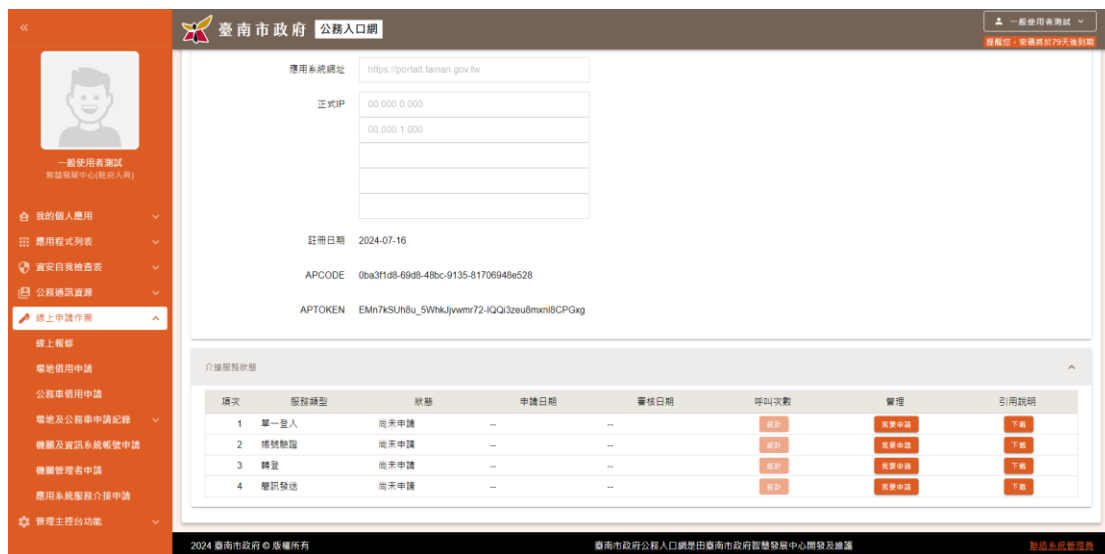 «
臺南市政府 公務入口網
一般使用者測試
提醒您，密碼將於79天後到期
一般使用者測試
智慧發展中心(駐府人員)
我的個人應用
應用程式列表
資安自我檢查表
公務通訊資源
線上申請作業
線上報修
場地借用申請
公務車借用申請
場地及公務車申請紀錄
機關及資訊系統帳號申請
機關管理者申請
應用系統服務介接申請
管理主控台功能
應用系統網址 https://portalt.tainan.gov.tw
正式IP 00.000.0.000
00.000.1.000
註冊日期 2024-07-16
APCODE 0ba3f1d8-69d8-48bc-9135-81706948e528
APTOKEN EMn7kSUh8u_5WhkJjvwmr72-IQQi3zeu8mxnI8CPGxg
介接服務狀態
項次 服務類型 狀態 申請日期 審核日期 呼叫次數 管理 引用說明
1 單一登入 尚未申請 -- -- 統計 我要申請 下載
2 帳號驗證 尚未申請 -- -- 統計 我要申請 下載
3 轉登 尚未申請 -- -- 統計 我要申請 下載
4 簡訊發送 尚未申請 -- -- 統計 我要申請 下載
2024 臺南市政府 © 版權所有 臺南市政府公務入口網是由臺南市政府智慧發展中心開發及維護 聯絡系統管理員